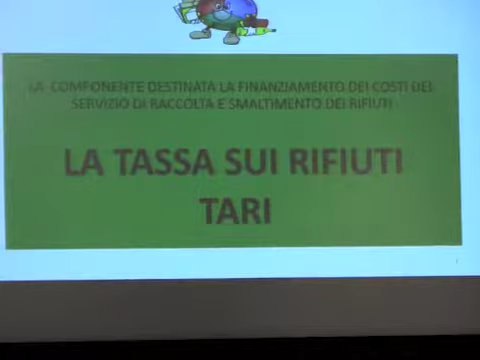 LA COMPONENTE DESTINATA LA FINANZIAMENTO DEI COSTI DEL
SERVIZIO DI RACCOLTA E SMALTIMENTO DEI RIFIUTI
LA TASSA SUI RIFIUTI
TARI